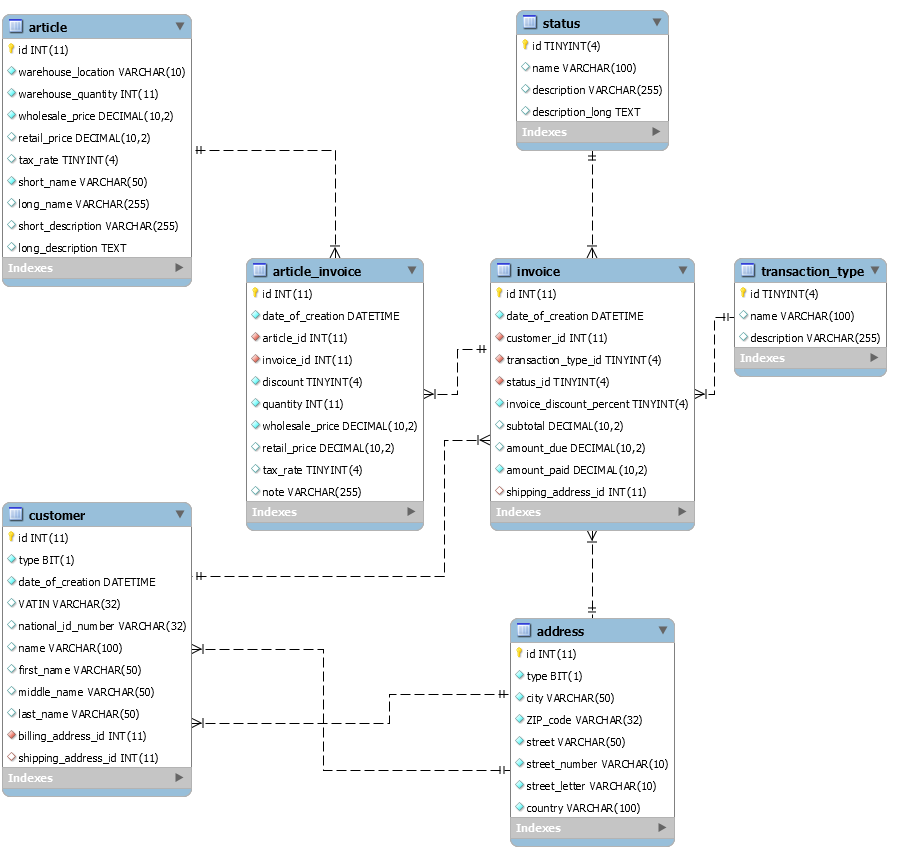 article
id INT(11)
warehouse_location VARCHAR(10)
warehouse_quantity INT(11)
wholesale_price DECIMAL(10,2)
retail_price DECIMAL(10,2)
tax_rate TINYINT(4)
short_name VARCHAR(50)
long_name VARCHAR(255)
short_description VARCHAR(255)
long_description TEXT
Indexes
status
id TINYINT(4)
name VARCHAR(100)
description VARCHAR(255)
description_long TEXT
Indexes
article_invoice
id INT(11)
date_of_creation DATETIME
article_id INT(11)
invoice_id INT(11)
discount TINYINT(4)
quantity INT(11)
wholesale_price DECIMAL(10,2)
retail_price DECIMAL(10,2)
tax_rate TINYINT(4)
note VARCHAR(255)
Indexes
invoice
id INT(11)
date_of_creation DATETIME
customer_id INT(11)
transaction_type_id TINYINT(4)
status_id TINYINT(4)
invoice_discount_percent TINYINT(4)
subtotal DECIMAL(10,2)
amount_due DECIMAL(10,2)
amount_paid DECIMAL(10,2)
shipping_address_id INT(11)
Indexes
transaction_type
id TINYINT(4)
name VARCHAR(100)
description VARCHAR(255)
Indexes
customer
id INT(11)
type BIT(1)
date_of_creation DATETIME
VATIN VARCHAR(32)
national_id_number VARCHAR(32)
name VARCHAR(100)
first_name VARCHAR(50)
middle_name VARCHAR(50)
last_name VARCHAR(50)
billing_address_id INT(11)
shipping_address_id INT(11)
Indexes
address
id INT(11)
type BIT(1)
city VARCHAR(50)
ZIP_code VARCHAR(32)
street VARCHAR(50)
street_number VARCHAR(10)
street_letter VARCHAR(10)
country VARCHAR(100)
Indexes